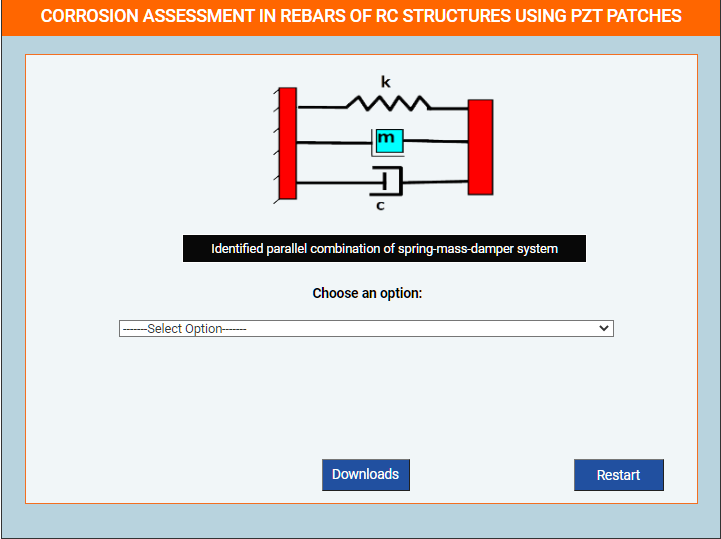 CORROSION ASSESSMENT IN REBARS OF RC STRUCTURES USING PZT PATCHES
k
m
c
Identified parallel combination of spring-mass-damper system
Choose an option:
-------Select Option-------
Downloads
Restart